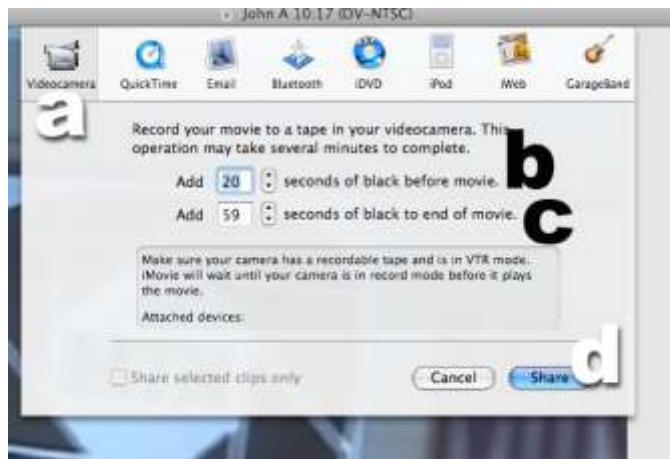 John A 10:17 (DV-NTSC)
Videocamera QuickTime Email Bluetooth iDVD iPod iWeb GarageBand
a
Record your movie to a tape in your videocamera. This
operation may take several minutes to complete.
b
Add 20 seconds of black before movie.
Add 59 seconds of black to end of movie.
c
Make sure your camera has a recordable tape and is in VTR mode.
iMovie will wait until your camera is in record mode before it plays
the movie.
Attached devices:
d
Share selected clips only Cancel Share